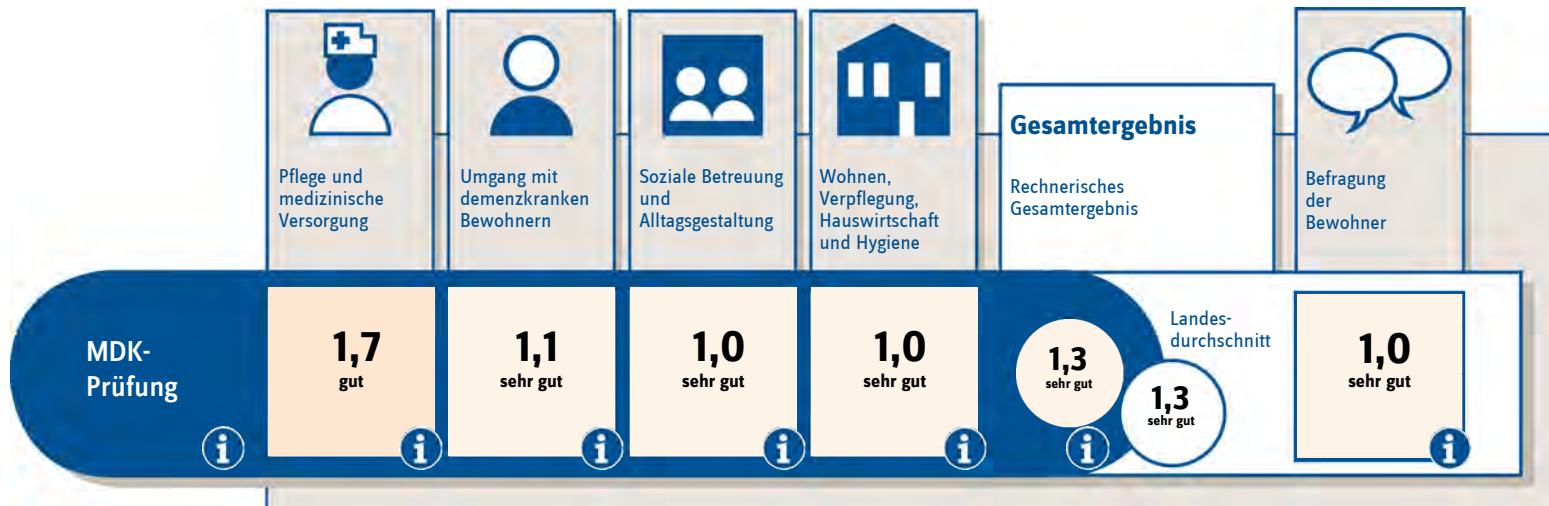 Pflege und
medizinische
Versorgung
Umgang mit
demenzkranken
Bewohnern
Soziale Betreuung
und
Alltagsgestaltung
Wohnen,
Verpflegung,
Hauswirtschaft
und Hygiene
Gesamtergebnis
Rechnerisches
Gesamtergebnis
Befragung
der
Bewohner
MDK-
Prüfung
i
1,7
gut
i
1,1
sehr gut
i
1,0
sehr gut
i
1,0
sehr gut
i
1,3
sehr gut
i
Landes-
durchschnitt
1,3
sehr gut
1,0
sehr gut
i